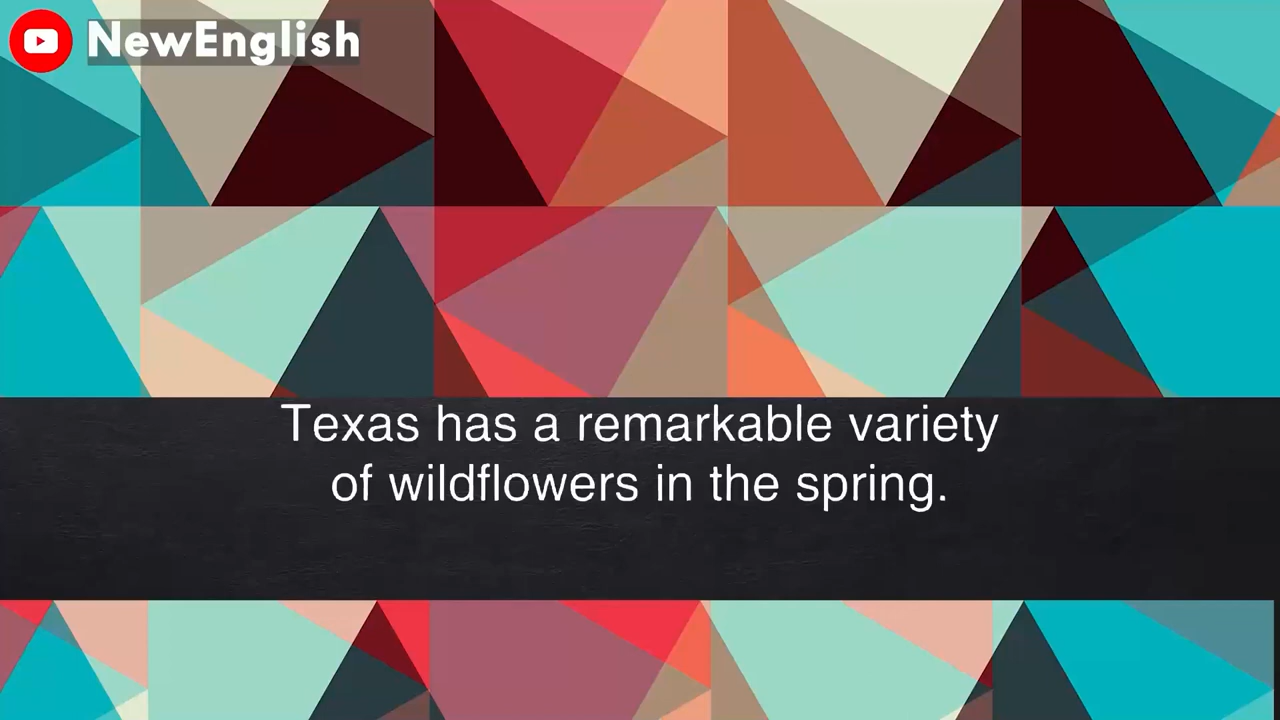 NewEnglish
Texas has a remarkable variety
of wildflowers in the spring.